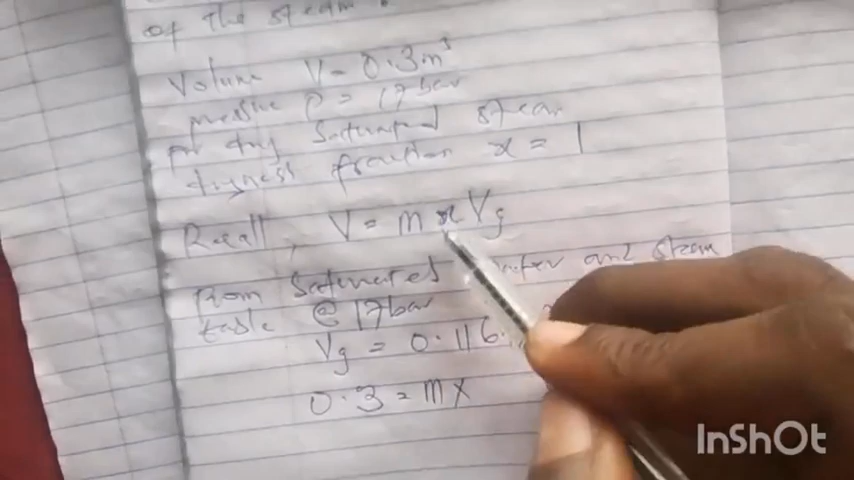 of the steam.
Volume V = 0.3m³
pressure P = 17bar
for dry saturated steam
dryness fraction x = 1
Recall, V = m x Vg
from saturated water and steam
table @ 17bar
Vg = 0.116
0.3 = m x
InShOt